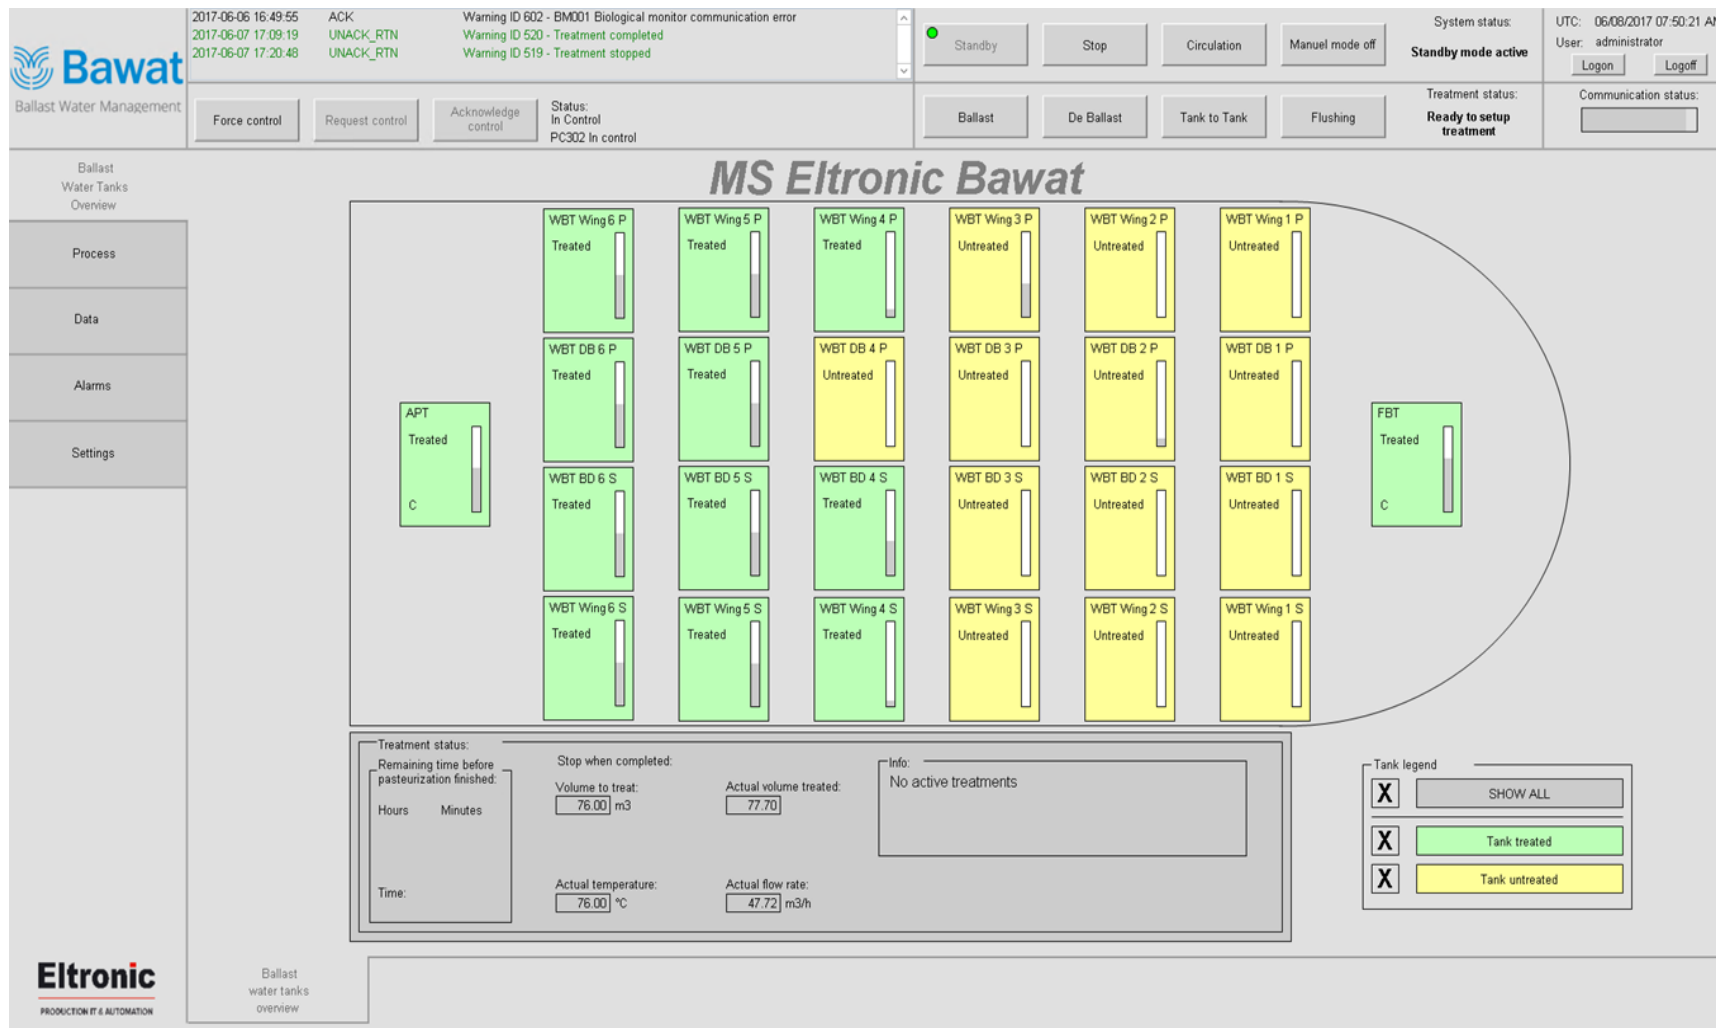 Bawat
Ballast Water Management
2017-06-06 16:49:55 ACK Warning ID 602 - BM001 Biological monitor communication error
2017-06-07 17:09:19 UNACK_RTN Warning ID 520 - Treatment completed
2017-06-07 17:20:48 UNACK_RTN Warning ID 519 - Treatment stopped
Standby Stop Circulation Manuel mode off
System status:
Standby mode active
UTC: 06/08/2017 07:50:21 AM
User: administrator
Logon Logoff
Force control Request control Acknowledge control
Status:
In Control
PC302 In control
Ballast De Ballast Tank to Tank Flushing
Treatment status:
Ready to setup
treatment
Communication status:
Ballast
Water Tanks
Overview
Process
Data
Alarms
Settings
MS Eltronic Bawat
WBT Wing 6 P WBT Wing 5 P WBT Wing 4 P WBT Wing 3 P WBT Wing 2 P WBT Wing 1 P
Treated Treated Treated Untreated Untreated Untreated
WBT DB 6 P WBT DB 5 P WBT DB 4 P WBT DB 3 P WBT DB 2 P WBT DB 1 P
Treated Treated Untreated Untreated Untreated Untreated
APT
Treated
C
FBT
Treated
C
WBT BD 6 S WBT BD 5 S WBT BD 4 S WBT BD 3 S WBT BD 2 S WBT BD 1 S
Treated Treated Treated Untreated Untreated Untreated
WBT Wing 6 S WBT Wing 5 S WBT Wing 4 S WBT Wing 3 S WBT Wing 2 S WBT Wing 1 S
Treated Treated Treated Untreated Untreated Untreated
Treatment status:
Remaining time before
pasteurization finished:
Hours Minutes
Time:
Stop when completed:
Volume to treat:
76.00 m3
Actual volume treated:
77.70
Actual temperature:
76.00 °C
Actual flow rate:
47.72 m3/h
Info:
No active treatments
Tank legend
X SHOW ALL
X Tank treated
X Tank untreated
Eltronic
PRODUCTION IT & AUTOMATION
Ballast
water tanks
overview